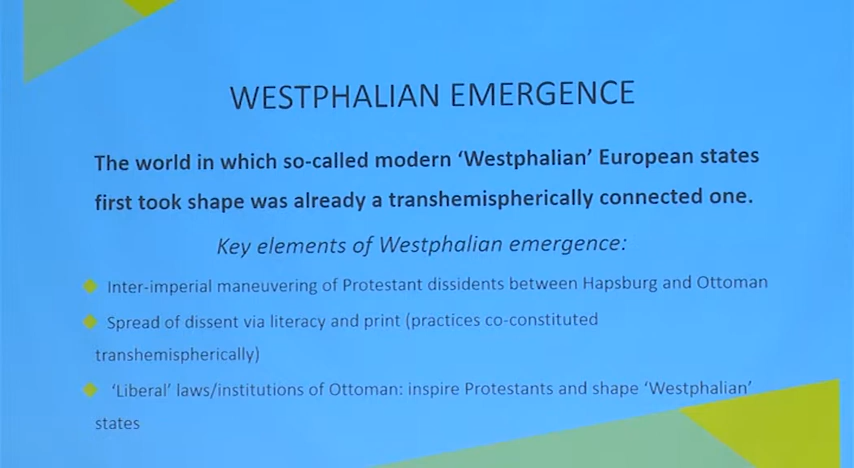 WESTPHALIAN EMERGENCE
The world in which so-called modern ‘Westphalian’ European states
first took shape was already a transhemispherically connected one.
Key elements of Westphalian emergence:
Inter-imperial maneuvering of Protestant dissidents between Hapsburg and Ottoman
Spread of dissent via literacy and print (practices co-constituted
transhemispherically)
‘Liberal’ laws/institutions of Ottoman: inspire Protestants and shape ‘Westphalian’
states